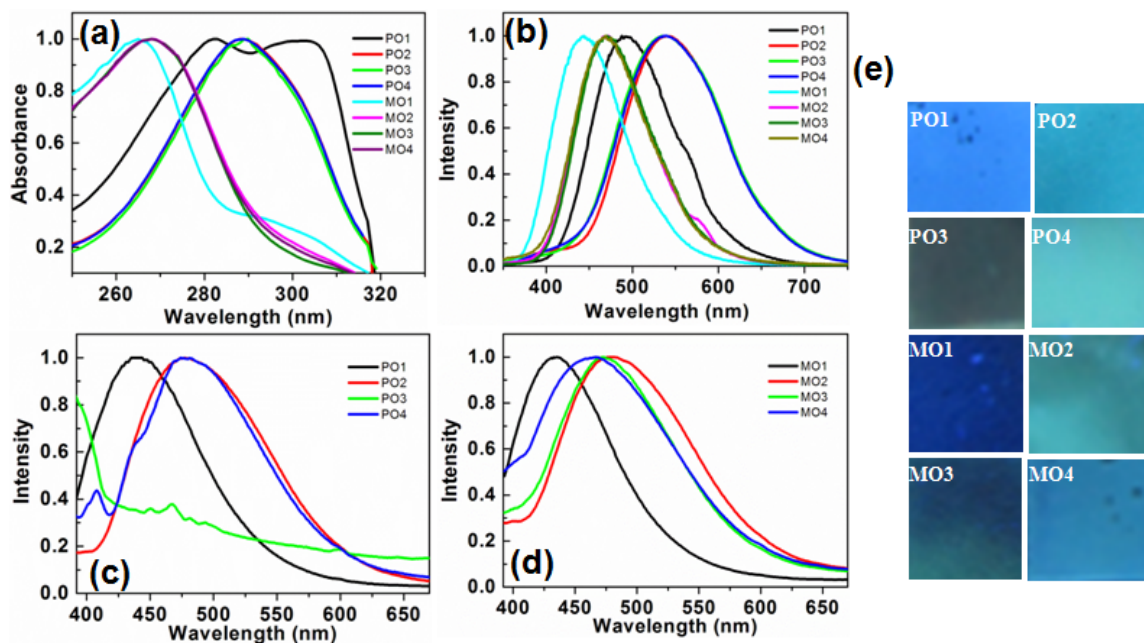 (a)
1.0
0.8
0.6
0.4
0.2
Absorbance
260 280 300 320
Wavelength (nm)
PO1
PO2
PO3
PO4
MO1
MO2
MO3
MO4
(b)
1.0
0.8
0.6
0.4
0.2
0.0
Intensity
400 500 600 700
Wavelength (nm)
PO1
PO2
PO3
PO4
MO1
MO2
MO3
MO4
(c)
1.0
0.8
0.6
0.4
0.2
0.0
Intensity
400 450 500 550 600 650
Wavelength (nm)
PO1
PO2
PO3
PO4
(d)
1.0
0.8
0.6
0.4
0.2
0.0
Intensity
400 450 500 550 600 650
Wavelength (nm)
MO1
MO2
MO3
MO4
(e)
PO1 PO2
PO3 PO4
MO1 MO2
MO3 MO4